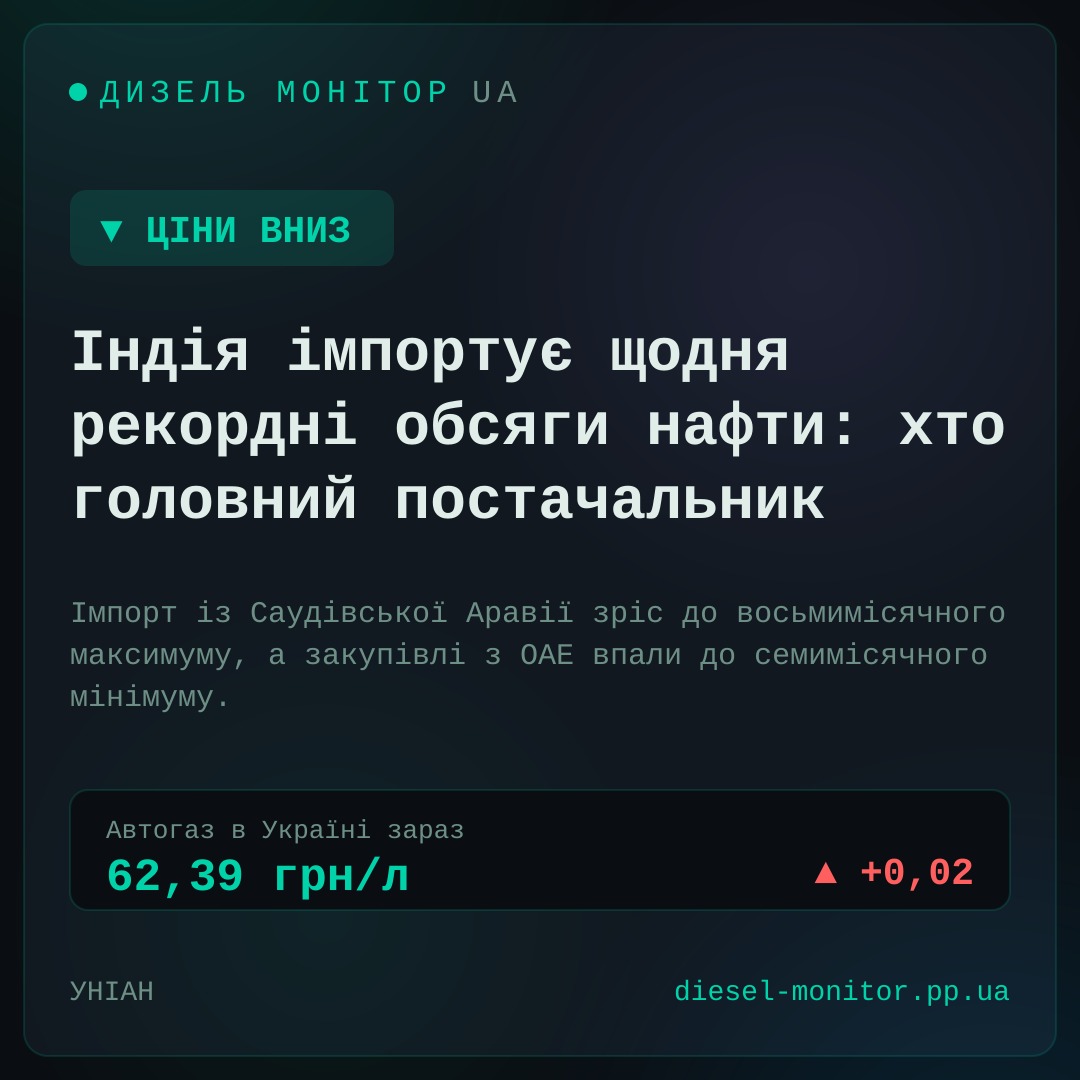 ДИЗЕЛЬ МОНІТОР UA
▼ ЦІНИ ВНИЗ
Індія імпортує щодня
рекордні обсяги нафти: хто
головний постачальник
Імпорт із Саудівської Аравії зріс до восьмимісячного
максимуму, а закупівлі з ОАЕ впали до семимісячного
мінімуму.
Автогаз в Україні зараз
62,39 грн/л
▲ +0,02
УНІАН
diesel-monitor.pp.ua